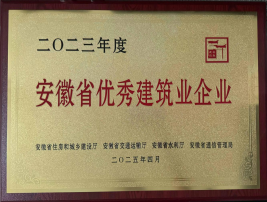 二〇二三年度
安徽省优秀建筑业企业
安徽省住房和城乡建设厅 安徽省交通运输厅 安徽省水利厅 安徽省通信管理局
二〇二五年四月